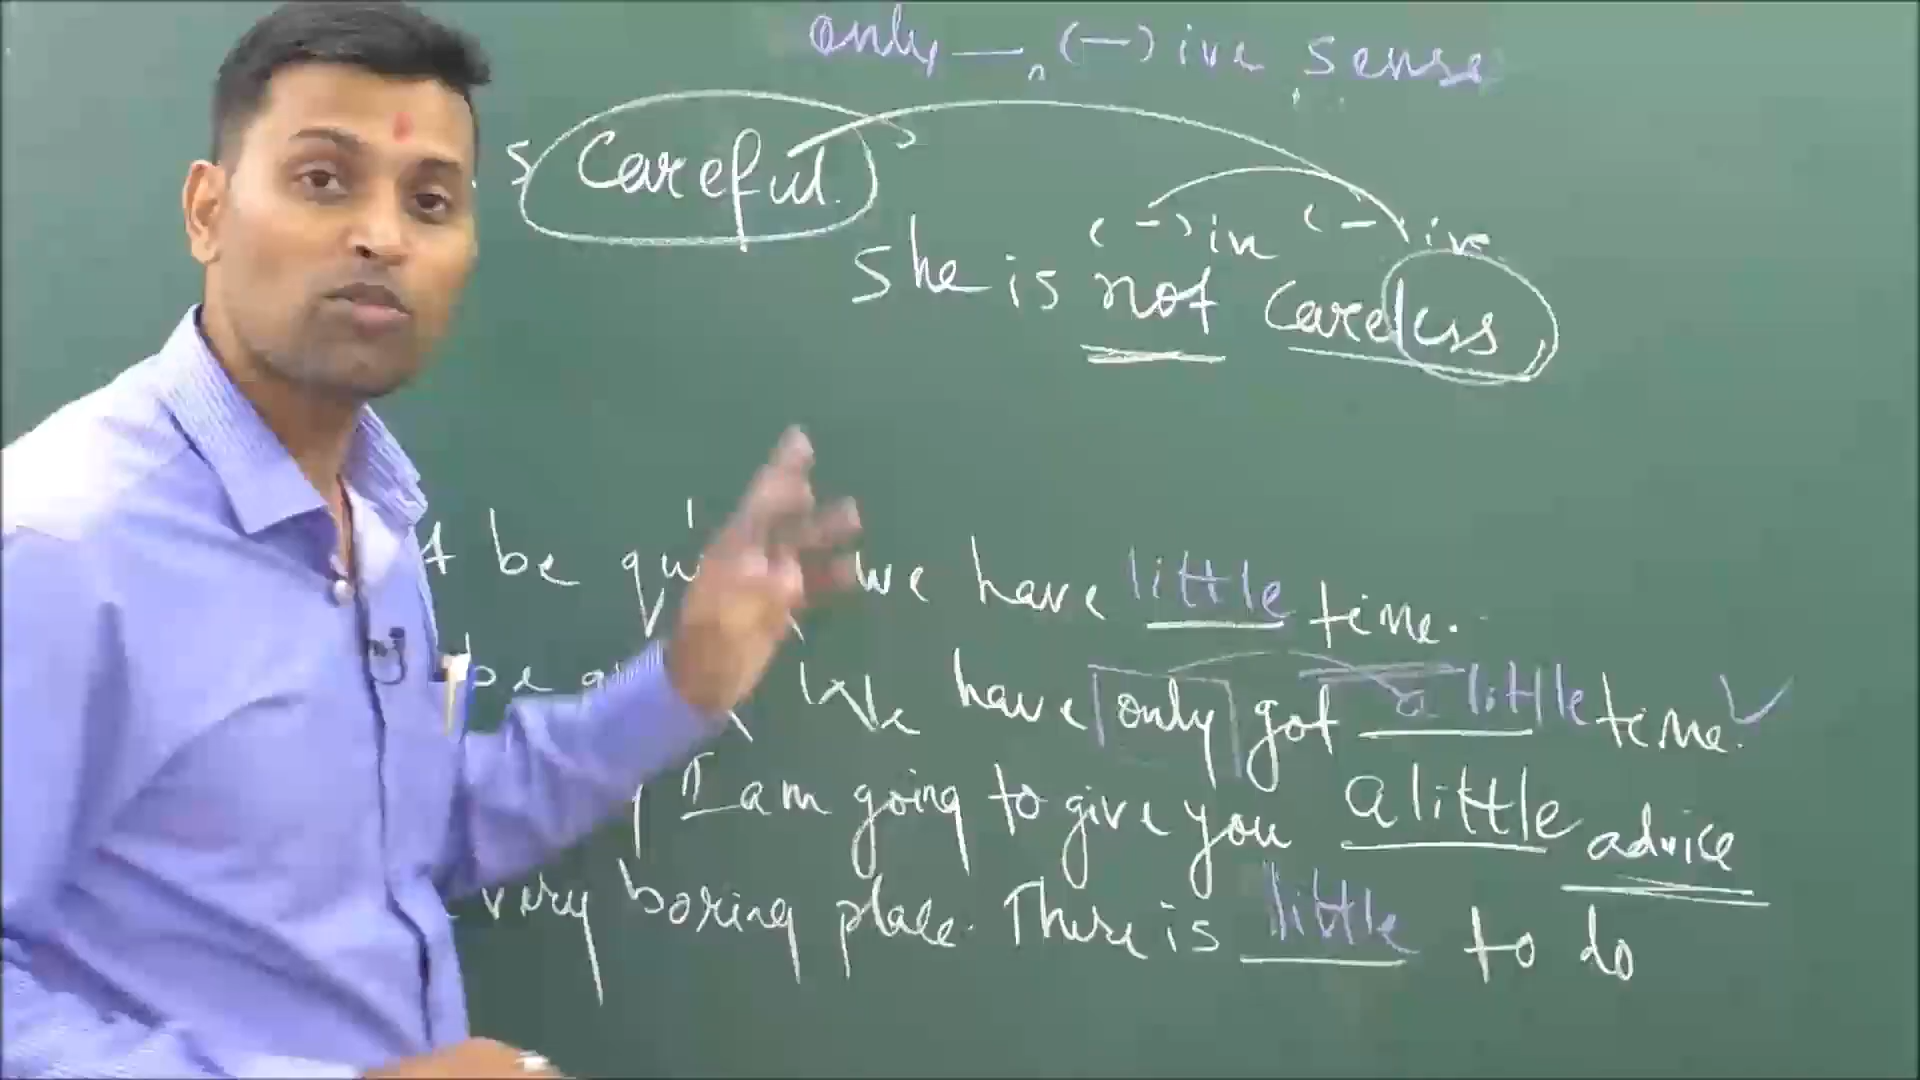 only — (-) ive sense
s careful.
(-) ive (-) ive
She is not careless
t be we have little time.
be We have only got a little time.
I am going to give you a little advice
very boring place. There is little to do